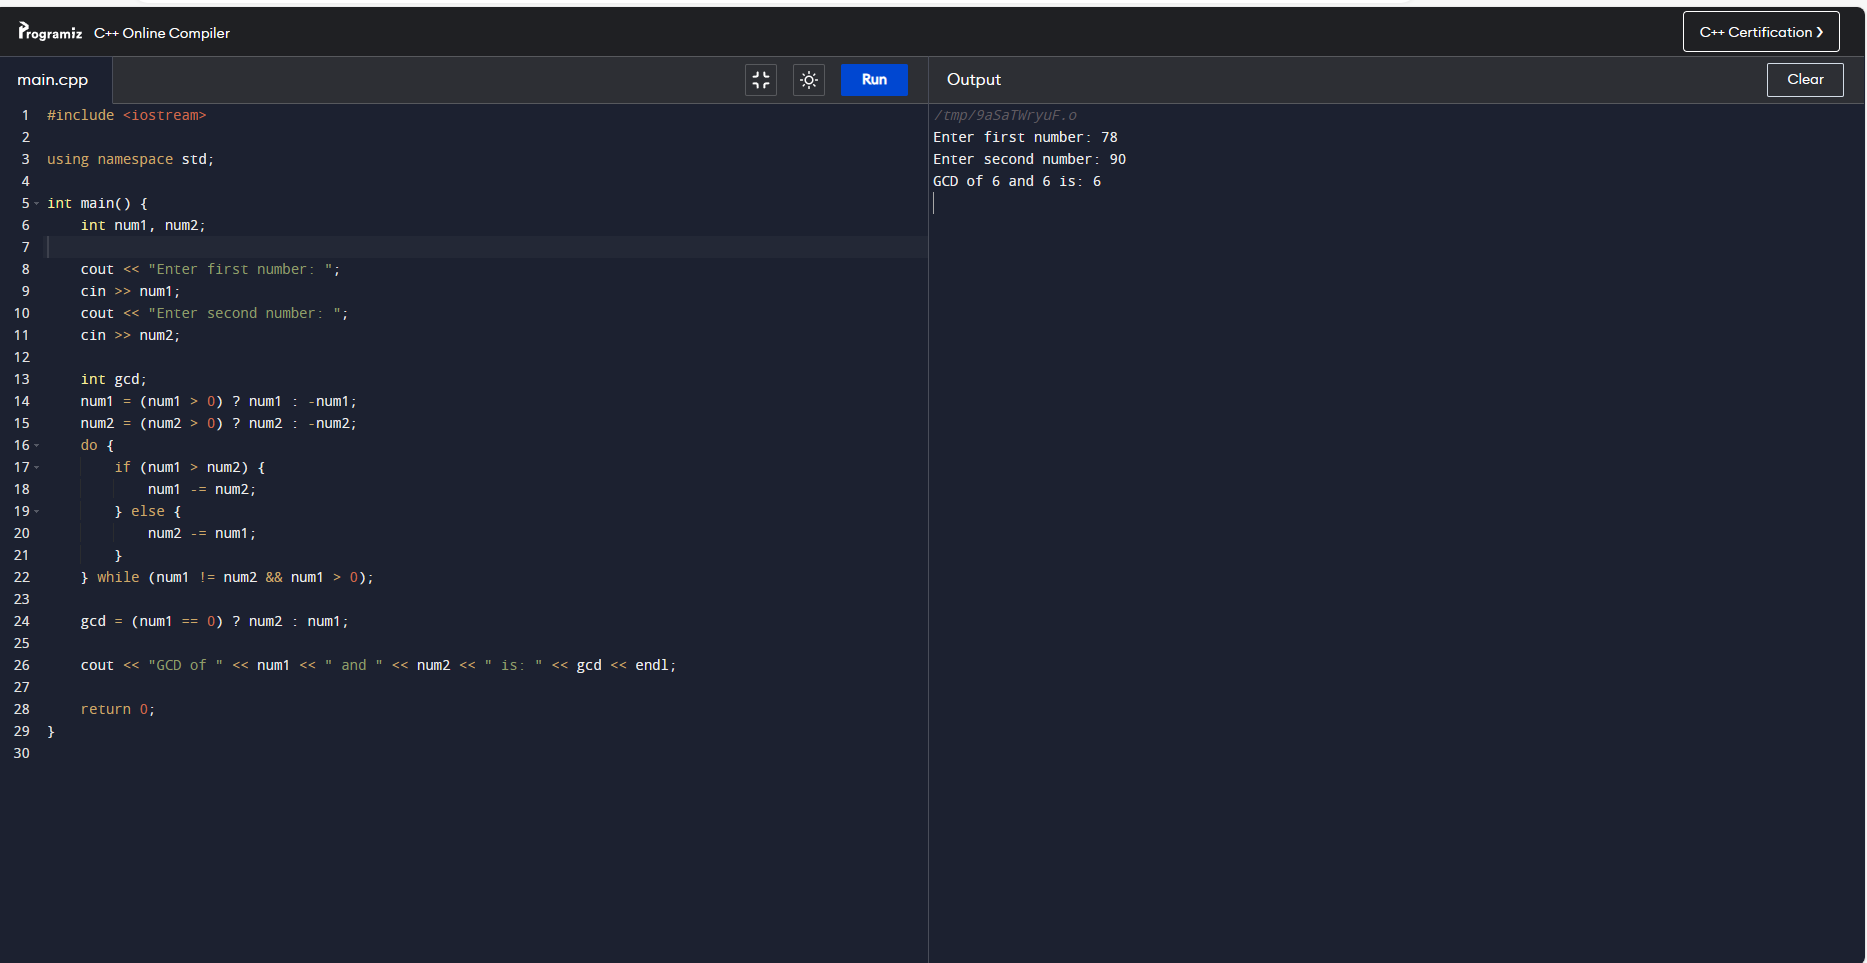 Programiz C++ Online Compiler
C++ Certification ❯
main.cpp
Run
Output
Clear
1 #include <iostream>
2
3 using namespace std;
4
5 int main() {
6     int num1, num2;
7
8     cout << "Enter first number: ";
9     cin >> num1;
10     cout << "Enter second number: ";
11     cin >> num2;
12
13     int gcd;
14     num1 = (num1 > 0) ? num1 : -num1;
15     num2 = (num2 > 0) ? num2 : -num2;
16     do {
17         if (num1 > num2) {
18             num1 -= num2;
19         } else {
20             num2 -= num1;
21         }
22     } while (num1 != num2 && num1 > 0);
23
24     gcd = (num1 == 0) ? num2 : num1;
25
26     cout << "GCD of " << num1 << " and " << num2 << " is: " << gcd << endl;
27
28     return 0;
29 }
30
/tmp/9aSaTWryuF.o
Enter first number: 78
Enter second number: 90
GCD of 6 and 6 is: 6